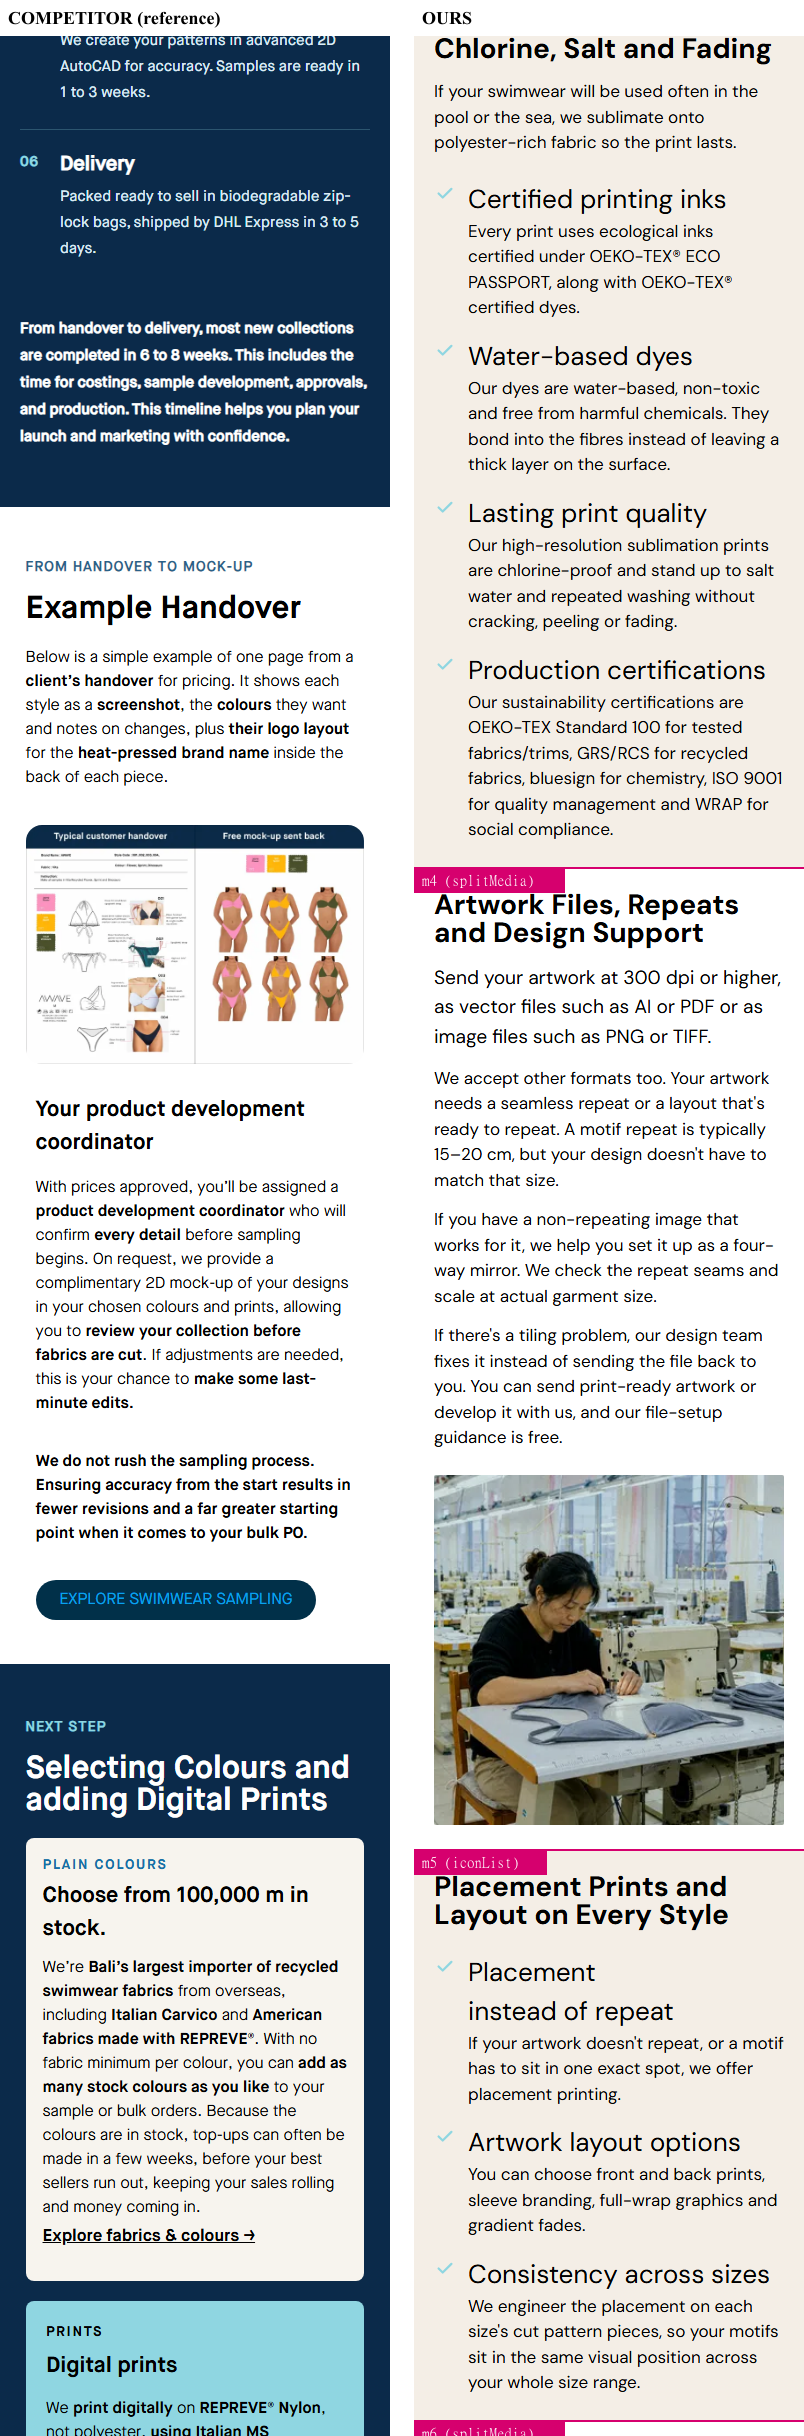 COMPETITOR (reference)
We create your patterns in advanced 2D
AutoCAD for accuracy. Samples are ready in
1 to 3 weeks.
06 Delivery
Packed ready to sell in biodegradable zip-
lock bags, shipped by DHL Express in 3 to 5
days.
From handover to delivery, most new collections
are completed in 6 to 8 weeks. This includes the
time for costings, sample development, approvals,
and production. This timeline helps you plan your
launch and marketing with confidence.
FROM HANDOVER TO MOCK-UP
Example Handover
Below is a simple example of one page from a
client’s handover for pricing. It shows each
style as a screenshot, the colours they want
and notes on changes, plus their logo layout
for the heat-pressed brand name inside the
back of each piece.
Typical customer handover
Free mock-up sent back
AWAVE
Your product development
coordinator
With prices approved, you’ll be assigned a
product development coordinator who will
confirm every detail before sampling
begins. On request, we provide a
complimentary 2D mock-up of your designs
in your chosen colours and prints, allowing
you to review your collection before
fabrics are cut. If adjustments are needed,
this is your chance to make some last-
minute edits.
We do not rush the sampling process.
Ensuring accuracy from the start results in
fewer revisions and a far greater starting
point when it comes to your bulk PO.
EXPLORE SWIMWEAR SAMPLING
NEXT STEP
Selecting Colours and
adding Digital Prints
PLAIN COLOURS
Choose from 100,000 m in
stock.
We’re Bali’s largest importer of recycled
swimwear fabrics from overseas,
including Italian Carvico and American
fabrics made with REPREVE®. With no
fabric minimum per colour, you can add as
many stock colours as you like to your
sample or bulk orders. Because the
colours are in stock, top-ups can often be
made in a few weeks, before your best
sellers run out, keeping your sales rolling
and money coming in.
Explore fabrics & colours →
PRINTS
Digital prints
We print digitally on REPREVE® Nylon,
not polyester, using Italian MS
OURS
Chlorine, Salt and Fading
If your swimwear will be used often in the
pool or the sea, we sublimate onto
polyester-rich fabric so the print lasts.
Certified printing inks
Every print uses ecological inks
certified under OEKO-TEX® ECO
PASSPORT, along with OEKO-TEX®
certified dyes.
Water-based dyes
Our dyes are water-based, non-toxic
and free from harmful chemicals. They
bond into the fibres instead of leaving a
thick layer on the surface.
Lasting print quality
Our high-resolution sublimation prints
are chlorine-proof and stand up to salt
water and repeated washing without
cracking, peeling or fading.
Production certifications
Our sustainability certifications are
OEKO-TEX Standard 100 for tested
fabrics/trims, GRS/RCS for recycled
fabrics, bluesign for chemistry, ISO 9001
for quality management and WRAP for
social compliance.
m4 (splitMedia)
Artwork Files, Repeats
and Design Support
Send your artwork at 300 dpi or higher,
as vector files such as AI or PDF or as
image files such as PNG or TIFF.
We accept other formats too. Your artwork
needs a seamless repeat or a layout that's
ready to repeat. A motif repeat is typically
15–20 cm, but your design doesn't have to
match that size.
If you have a non-repeating image that
works for it, we help you set it up as a four-
way mirror. We check the repeat seams and
scale at actual garment size.
If there's a tiling problem, our design team
fixes it instead of sending the file back to
you. You can send print-ready artwork or
develop it with us, and our file-setup
guidance is free.
m5 (iconList)
Placement Prints and
Layout on Every Style
Placement
instead of repeat
If your artwork doesn't repeat, or a motif
has to sit in one exact spot, we offer
placement printing.
Artwork layout options
You can choose front and back prints,
sleeve branding, full-wrap graphics and
gradient fades.
Consistency across sizes
We engineer the placement on each
size's cut pattern pieces, so your motifs
sit in the same visual position across
your whole size range.
m6 (splitMedia)